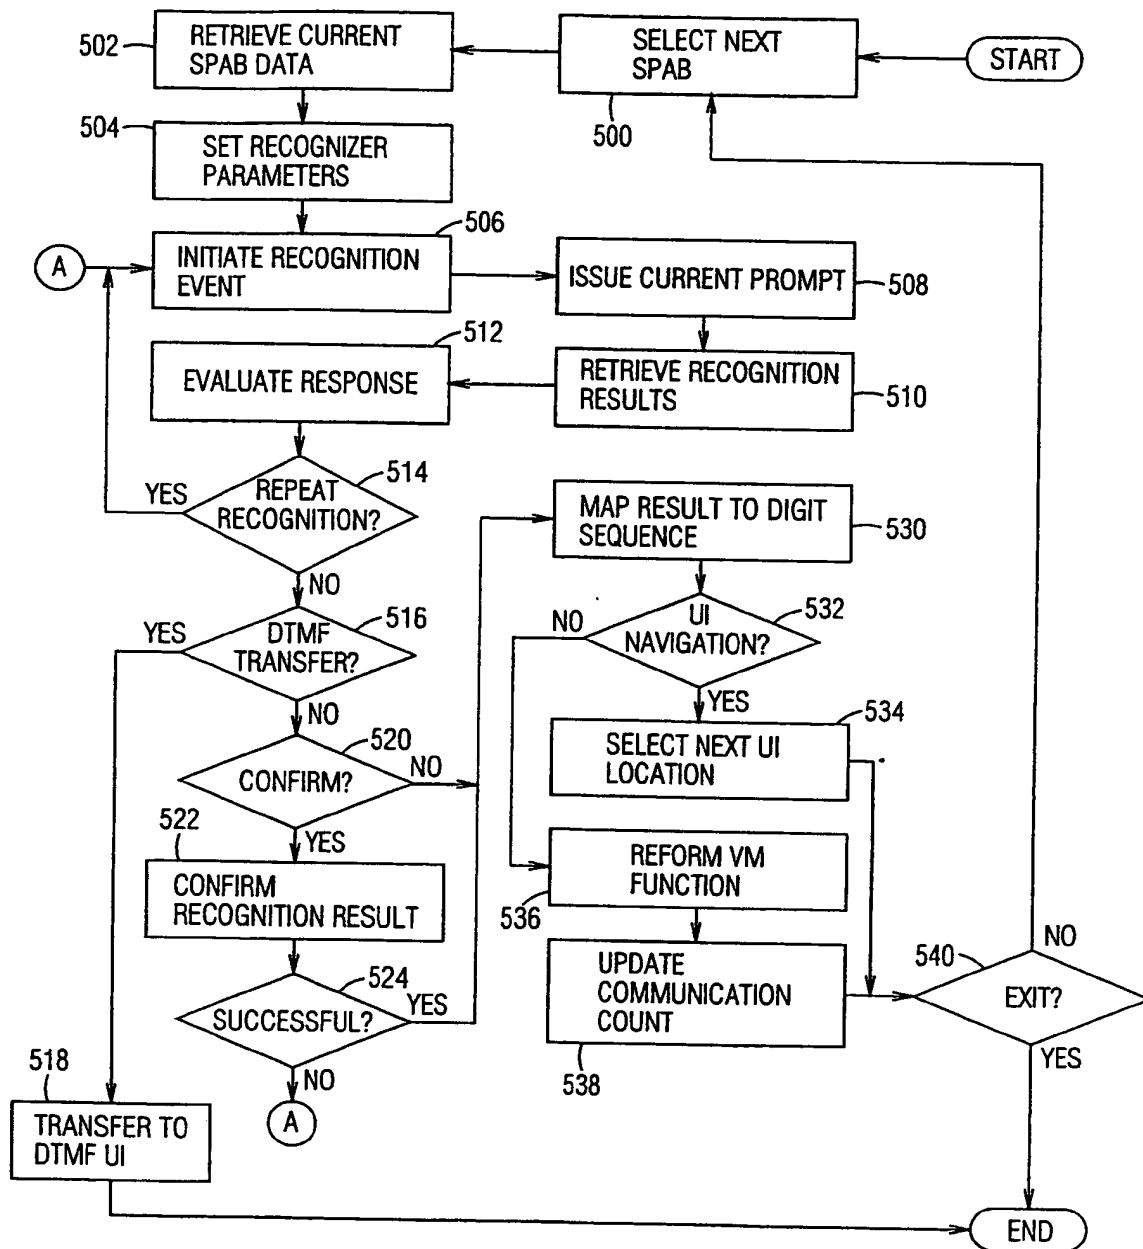 502
RETRIEVE CURRENT
SPAB DATA
SELECT NEXT
SPAB
START
500
504
SET RECOGNIZER
PARAMETERS
506
A
INITIATE RECOGNITION
EVENT
ISSUE CURRENT PROMPT
508
512
EVALUATE RESPONSE
RETRIEVE RECOGNITION
RESULTS
510
514
YES
REPEAT
RECOGNITION?
NO
MAP RESULT TO DIGIT
SEQUENCE
530
516
YES
DTMF
TRANSFER?
NO
532
NO
UI
NAVIGATION?
YES
534
SELECT NEXT UI
LOCATION
520
CONFIRM?
NO
YES
522
CONFIRM
RECOGNITION RESULT
REFORM VM
FUNCTION
536
524
SUCCESSFUL?
YES
NO
A
UPDATE
COMMUNICATION
COUNT
538
540
NO
EXIT?
YES
518
TRANSFER TO
DTMF UI
END